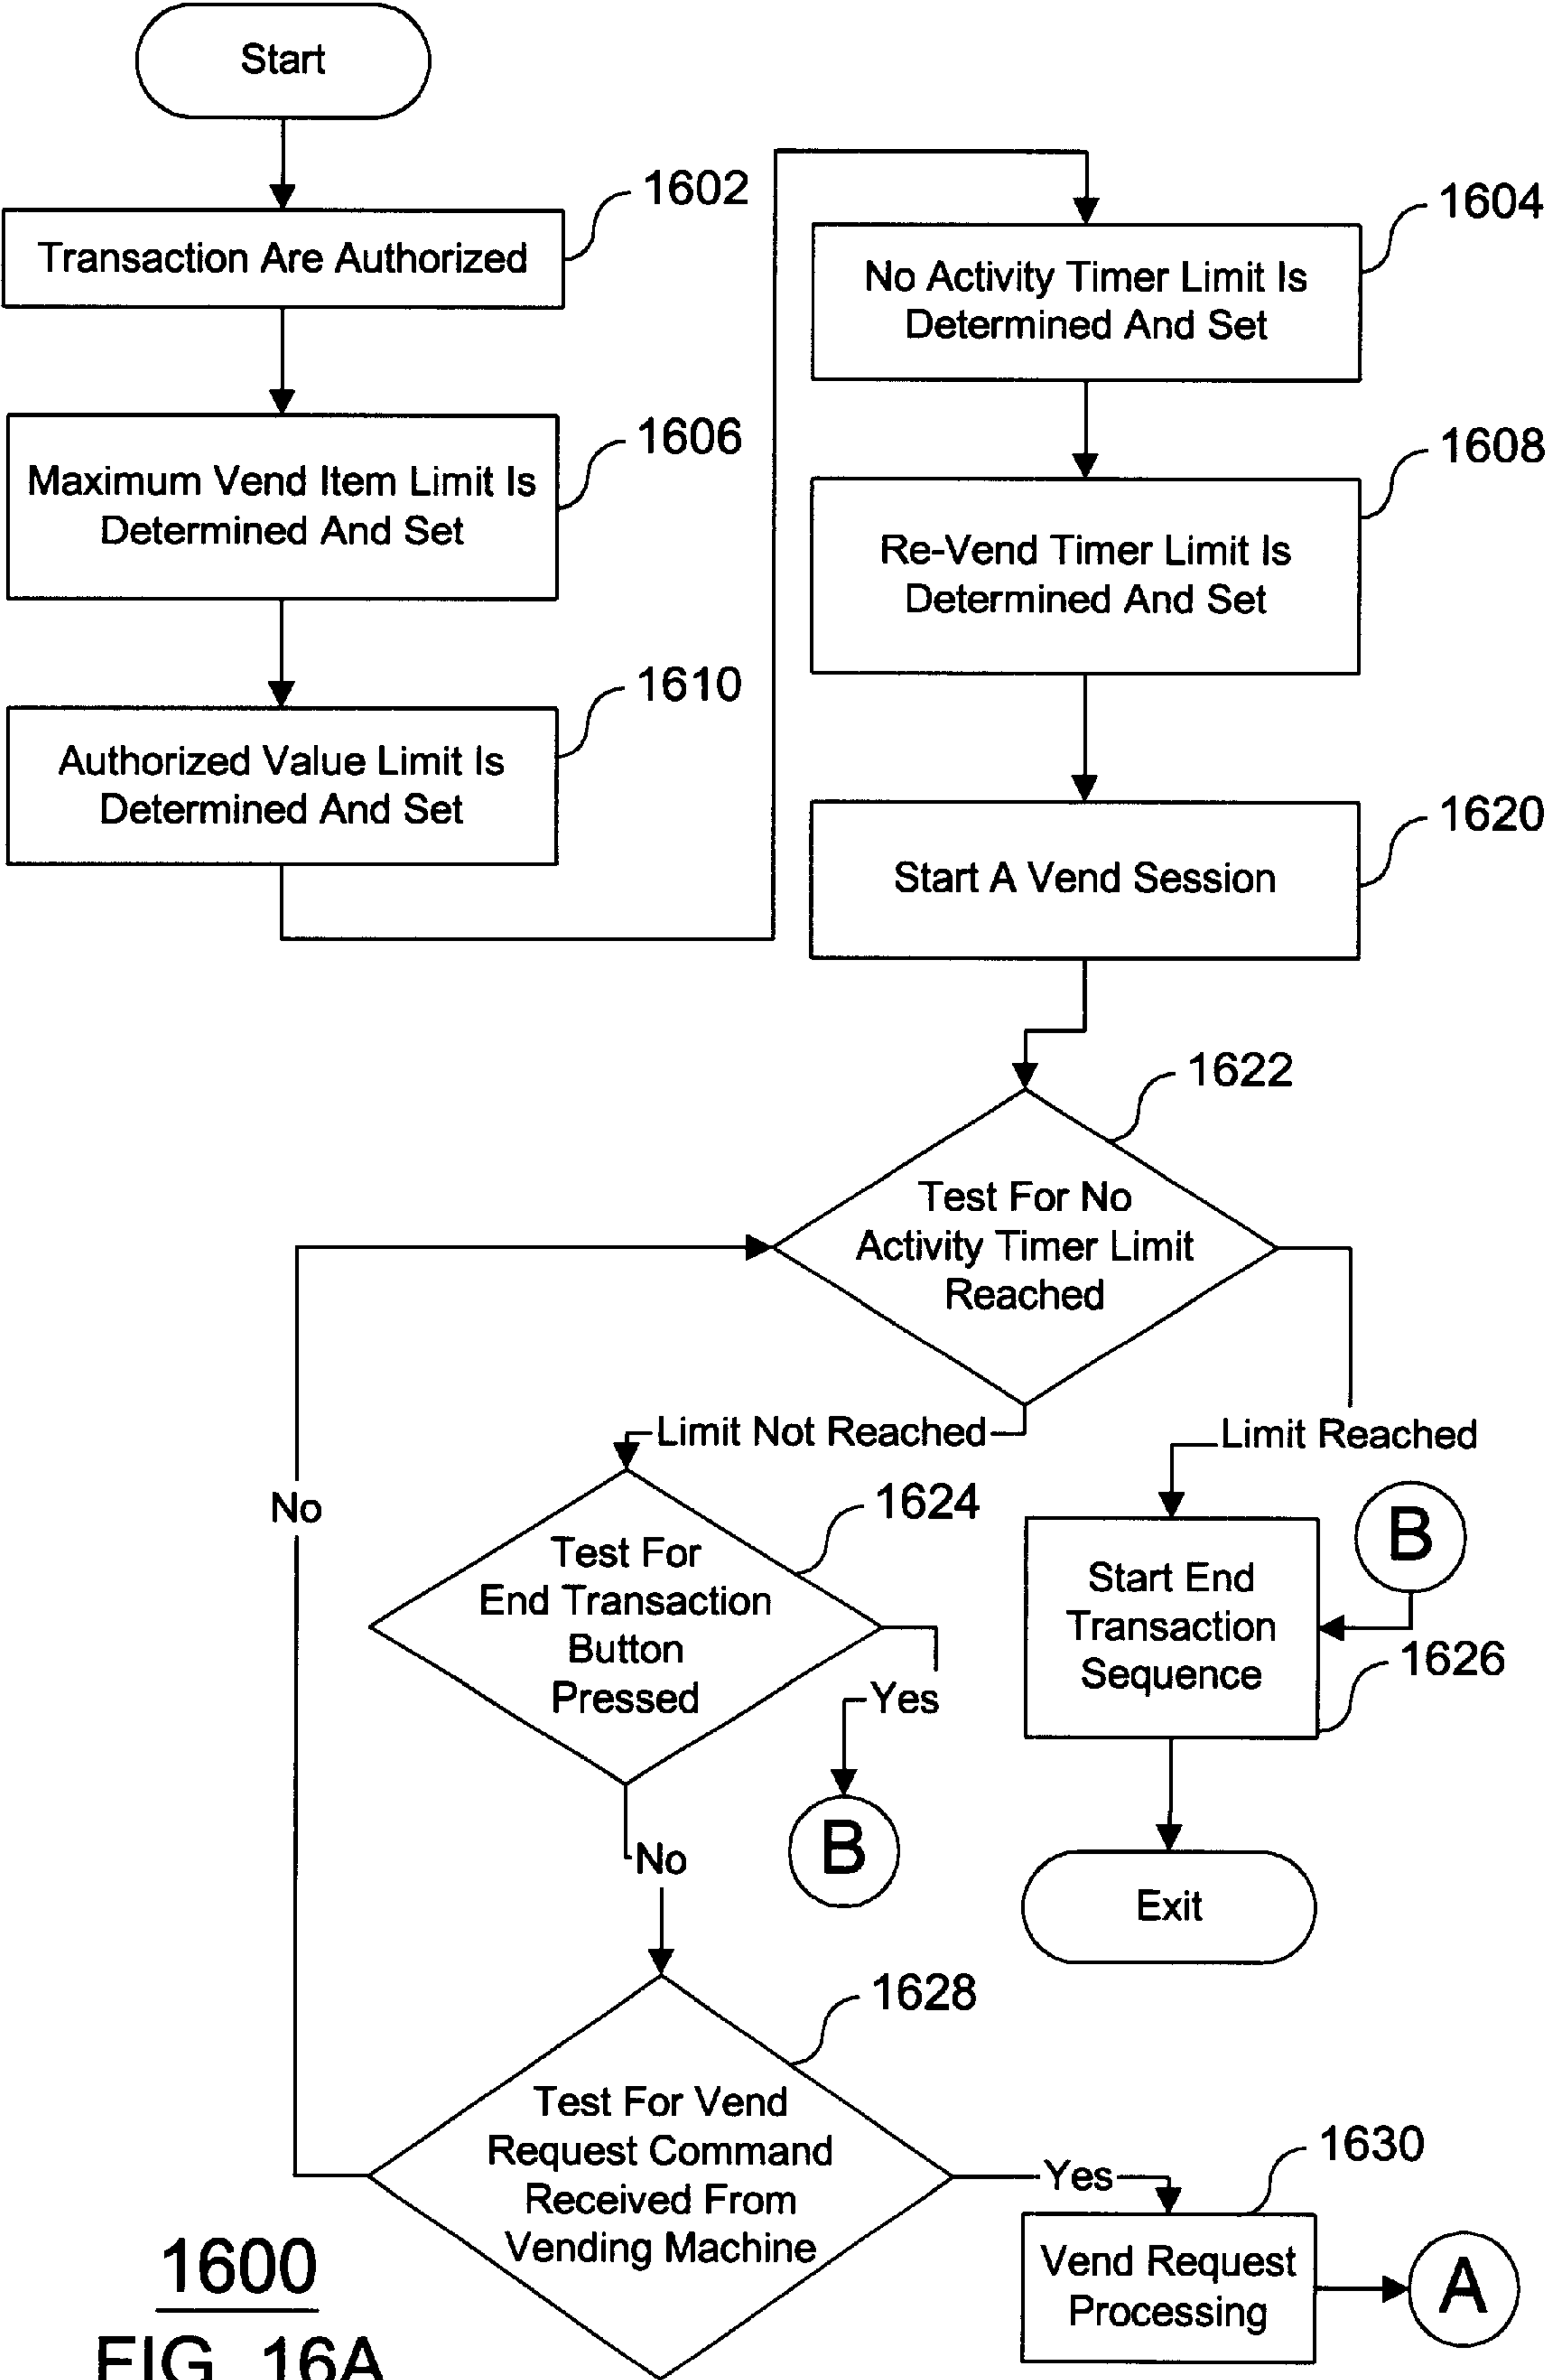 Start
1602
Transaction Are Authorized
1606
Maximum Vend Item Limit Is
Determined And Set
1610
Authorized Value Limit Is
Determined And Set
1604
No Activity Timer Limit Is
Determined And Set
1608
Re-Vend Timer Limit Is
Determined And Set
1620
Start A Vend Session
1622
Test For No
Activity Timer Limit
Reached
Limit Not Reached
Limit Reached
No
1624
Test For
End Transaction
Button
Pressed
Yes
B
No
B
Start End
Transaction
Sequence
1626
Exit
1628
Test For Vend
Request Command
Received From
Vending Machine
Yes
1630
Vend Request
Processing
A
1600
FIG. 16A